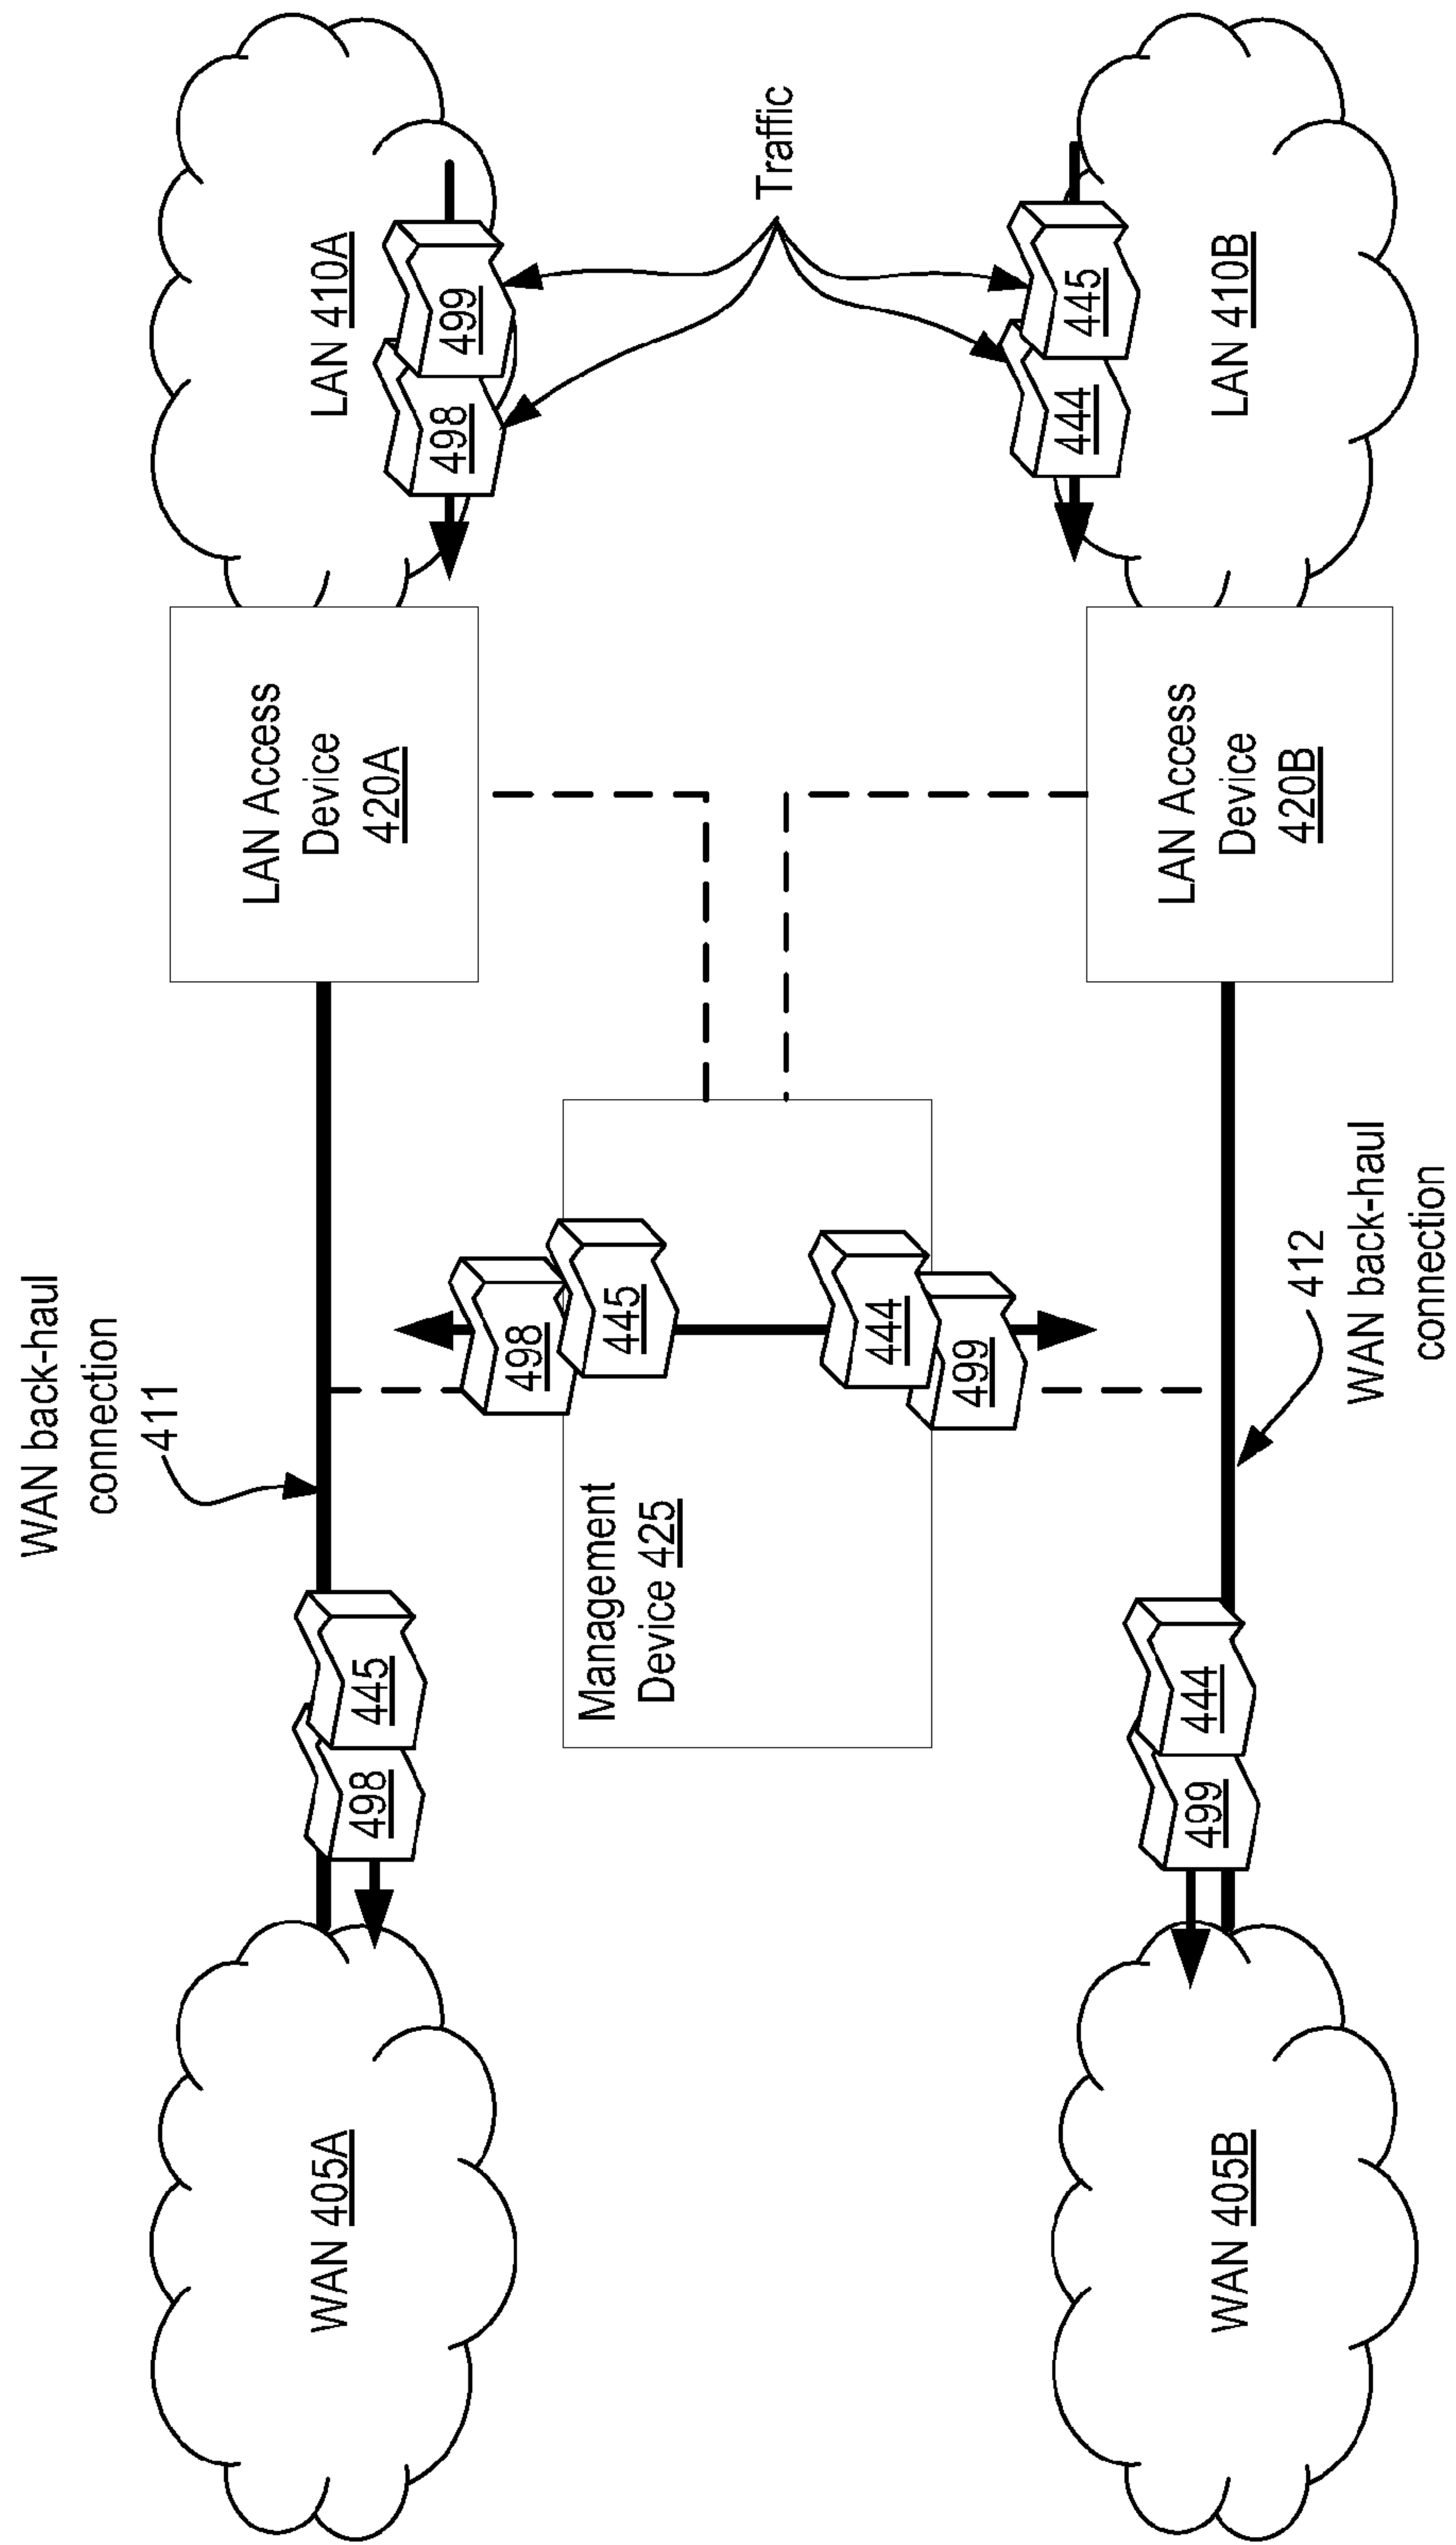 WAN back-haul
connection
411
WAN 405A
498
445
LAN Access
Device
420A
LAN 410A
498
499
Management
Device 425
498
445
444
499
Traffic
WAN 405B
499
444
LAN Access
Device
420B
444
445
LAN 410B
412
WAN back-haul
connection